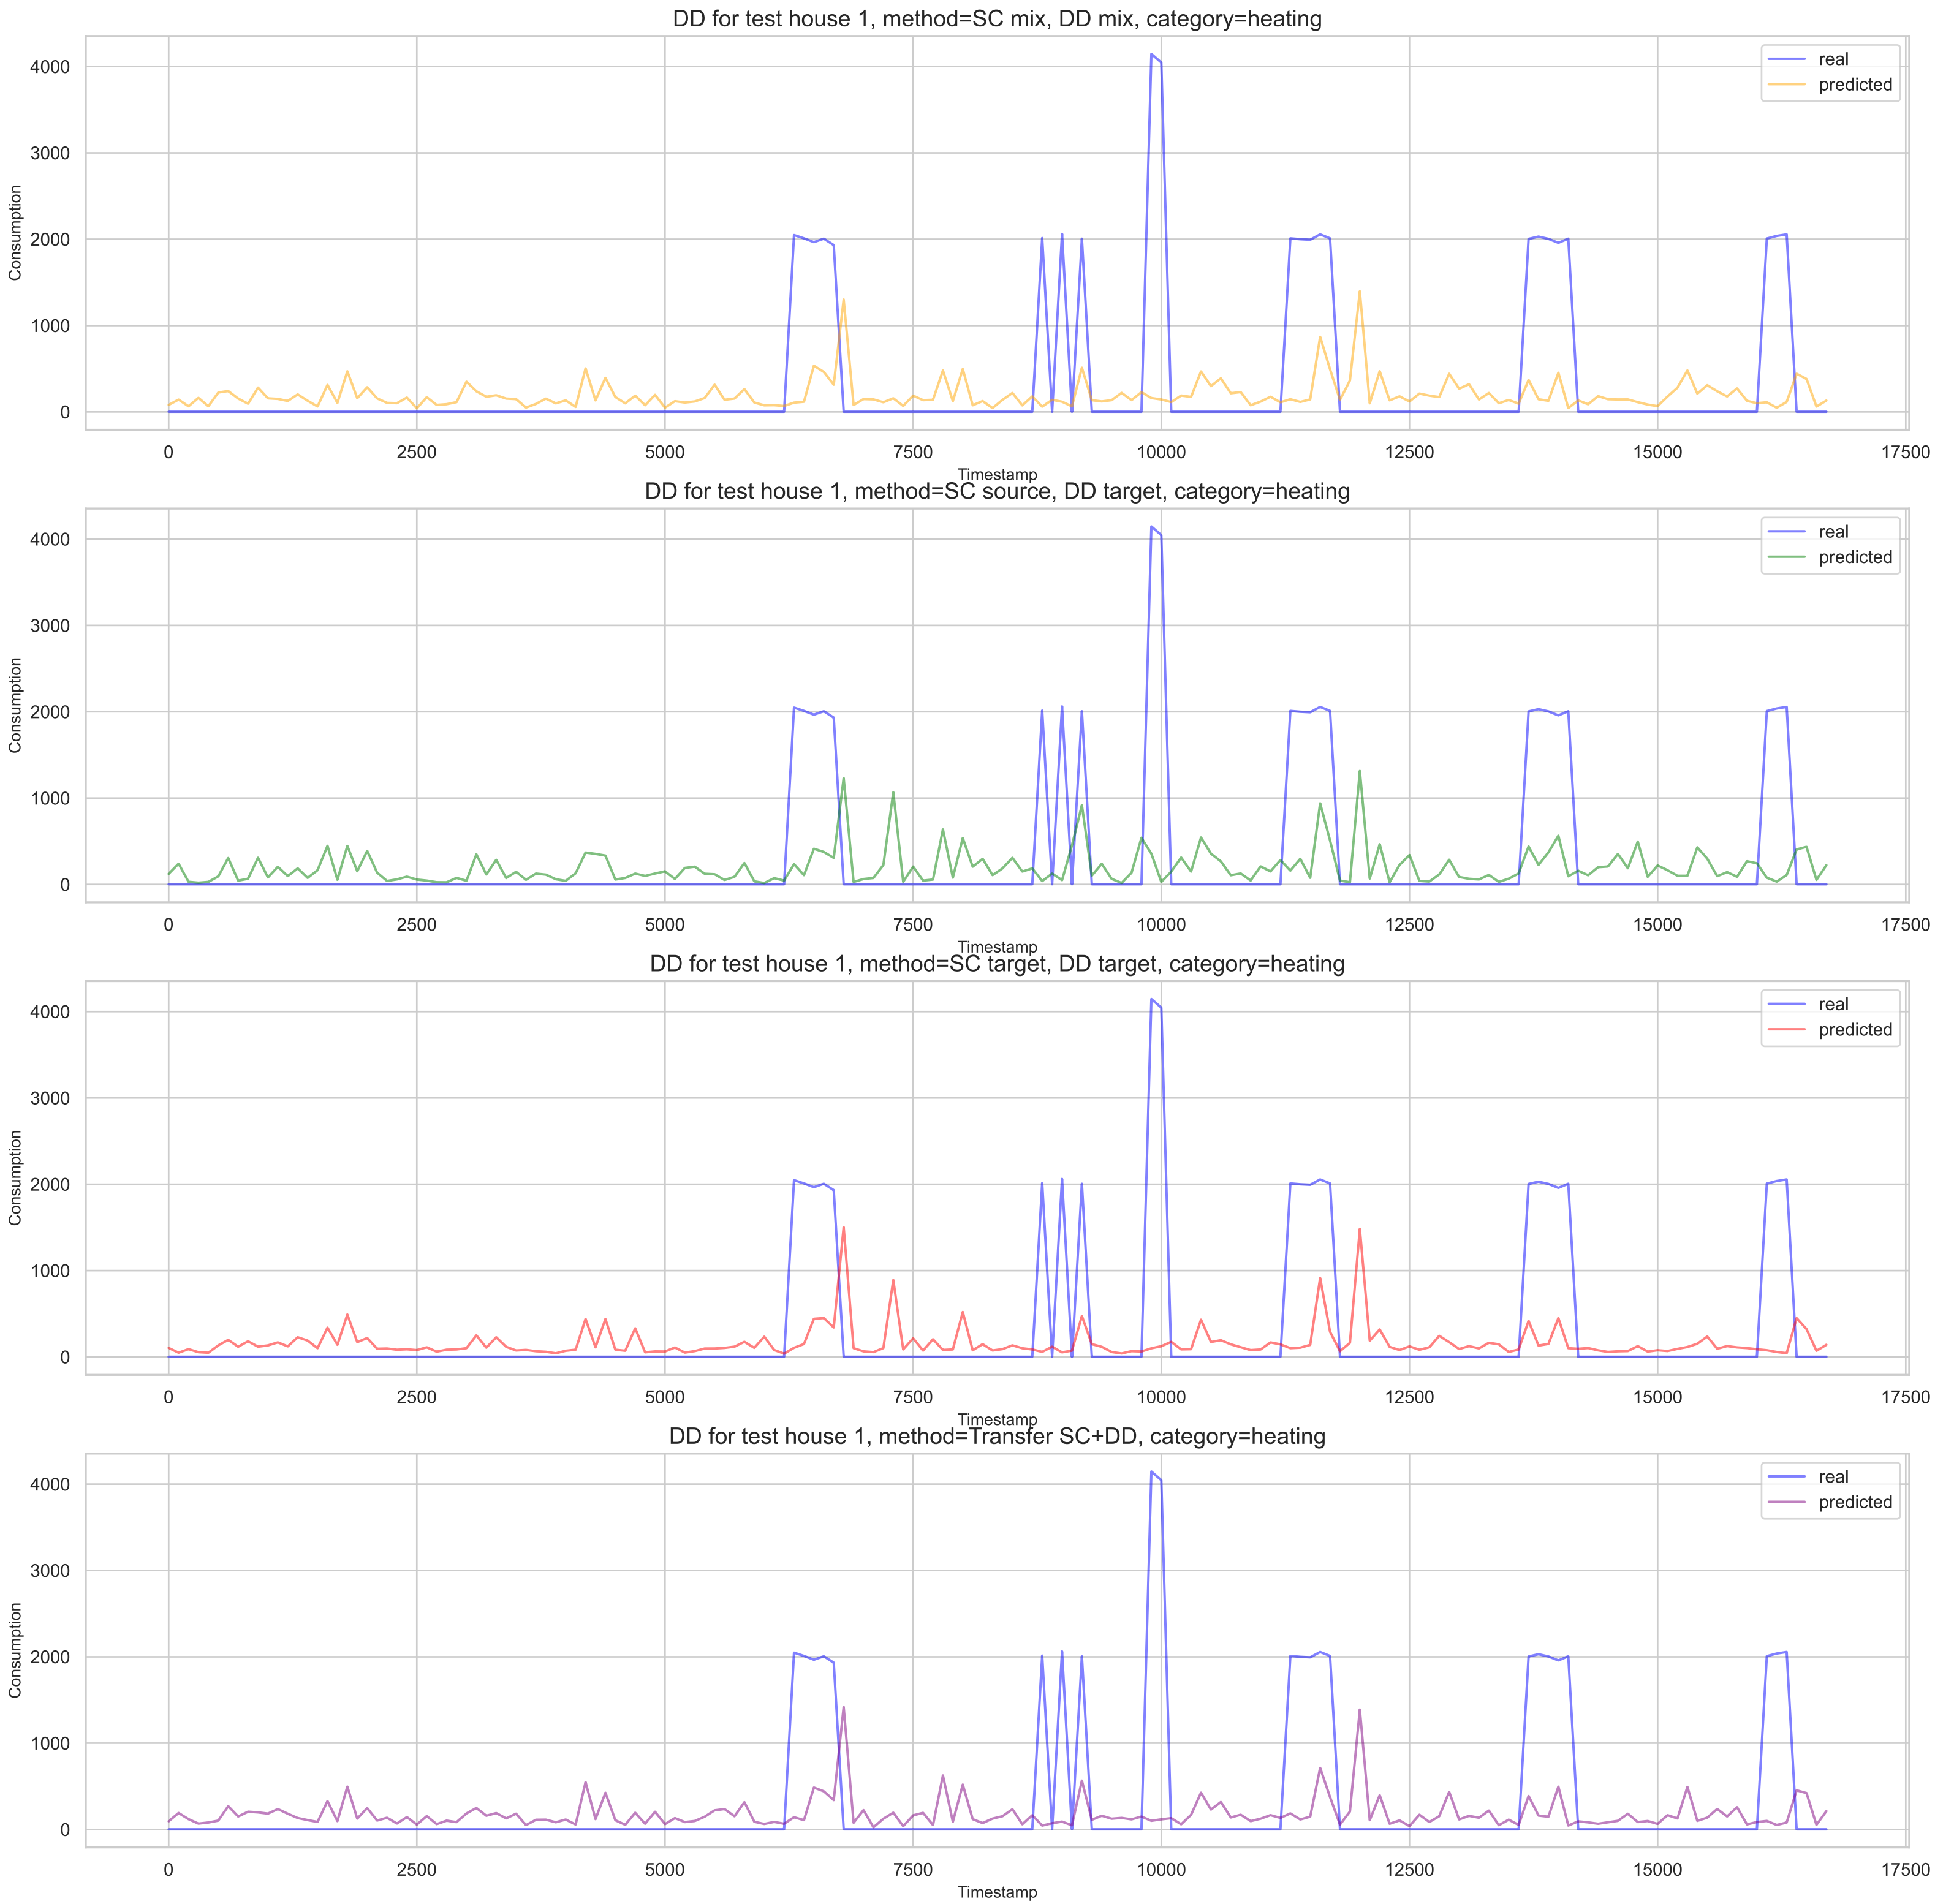 DD for test house 1, method=SC mix, DD mix, category=heating
real
predicted
4000
3000
2000
1000
0
Consumption
0 2500 5000 7500 10000 12500 15000 17500
Timestamp
DD for test house 1, method=SC source, DD target, category=heating
real
predicted
4000
3000
2000
1000
0
Consumption
0 2500 5000 7500 10000 12500 15000 17500
Timestamp
DD for test house 1, method=SC target, DD target, category=heating
real
predicted
4000
3000
2000
1000
0
Consumption
0 2500 5000 7500 10000 12500 15000 17500
Timestamp
DD for test house 1, method=Transfer SC+DD, category=heating
real
predicted
4000
3000
2000
1000
0
Consumption
0 2500 5000 7500 10000 12500 15000 17500
Timestamp